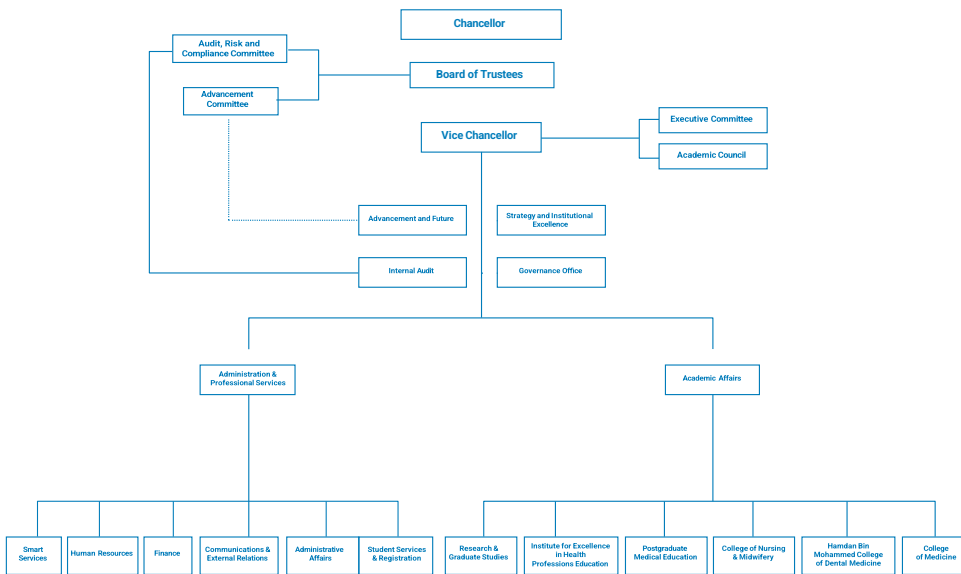 Chancellor
Audit, Risk and
Compliance Committee
Board of Trustees
Advancement
Committee
Executive Committee
Vice Chancellor
Academic Council
Advancement and Future
Strategy and Institutional
Excellence
Internal Audit
Governance Office
Administration &
Professional Services
Academic Affairs
Smart
Services
Human Resources
Finance
Communications &
External Relations
Administrative
Affairs
Student Services
& Registration
Research &
Graduate Studies
Institute for Excellence
in Health
Professions Education
Postgraduate
Medical Education
College of Nursing
& Midwifery
Hamdan Bin
Mohammed College
of Dental Medicine
College
of Medicine